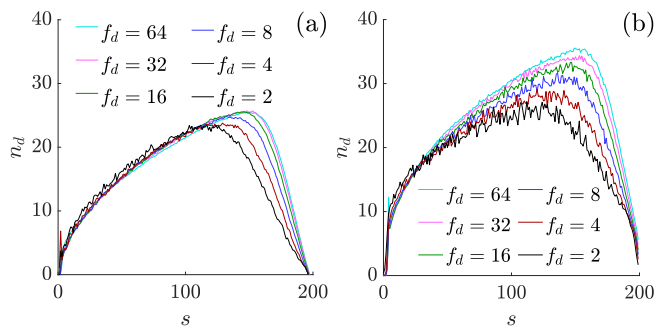 (a)
40
30
20
10
0
n_d
f_d = 64
f_d = 32
f_d = 16
f_d = 8
f_d = 4
f_d = 2
0 100 200
s
(b)
40
30
20
10
0
n_d
f_d = 64
f_d = 32
f_d = 16
f_d = 8
f_d = 4
f_d = 2
0 100 200
s